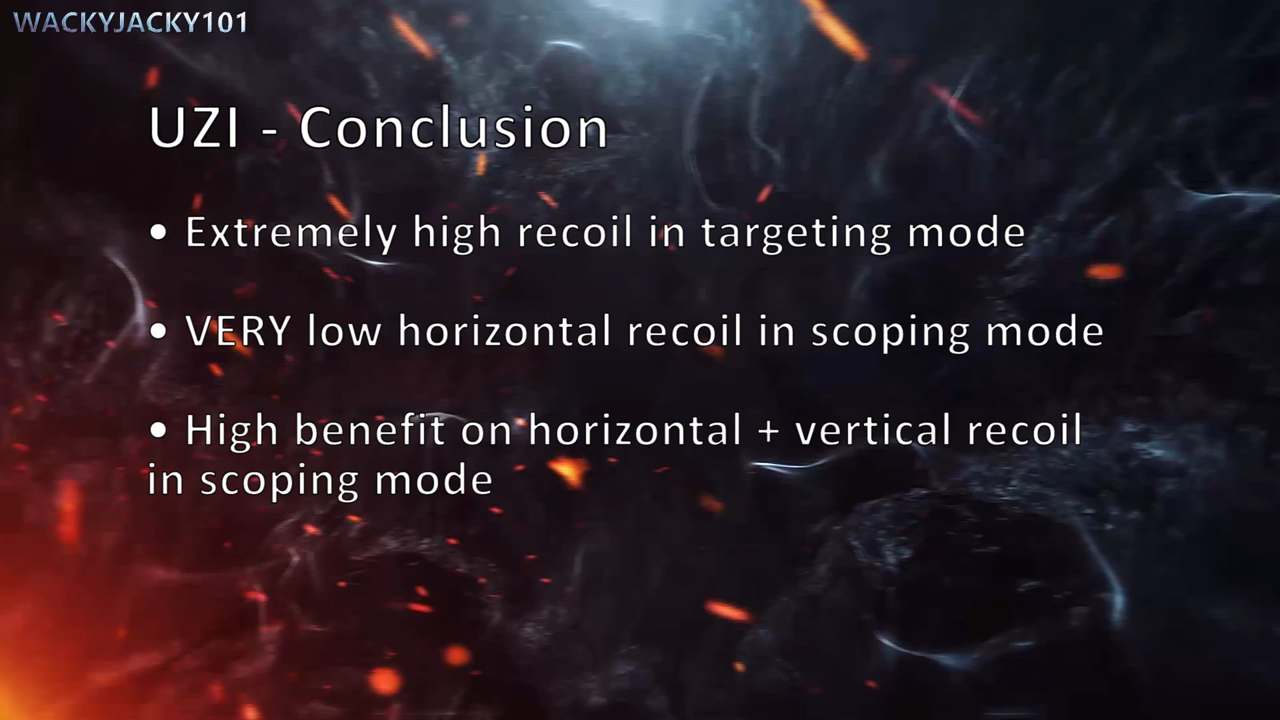 WACKYJACKY101
UZI - Conclusion
• Extremely high recoil in targeting mode
• VERY low horizontal recoil in scoping mode
• High benefit on horizontal + vertical recoil
in scoping mode